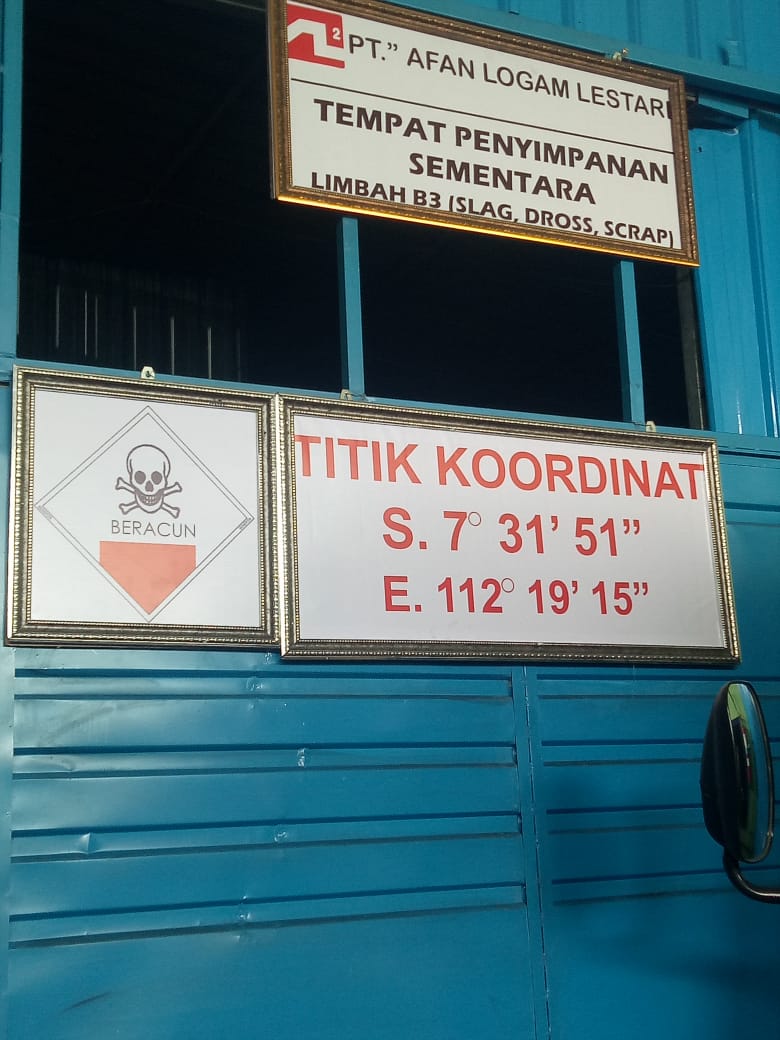 2
PT.” AFAN LOGAM LESTARI
TEMPAT PENYIMPANAN
SEMENTARA
LIMBAH B3 (SLAG, DROSS, SCRAP)
BERACUN
TITIK KOORDINAT
S. 7° 31’ 51”
E. 112° 19’ 15”